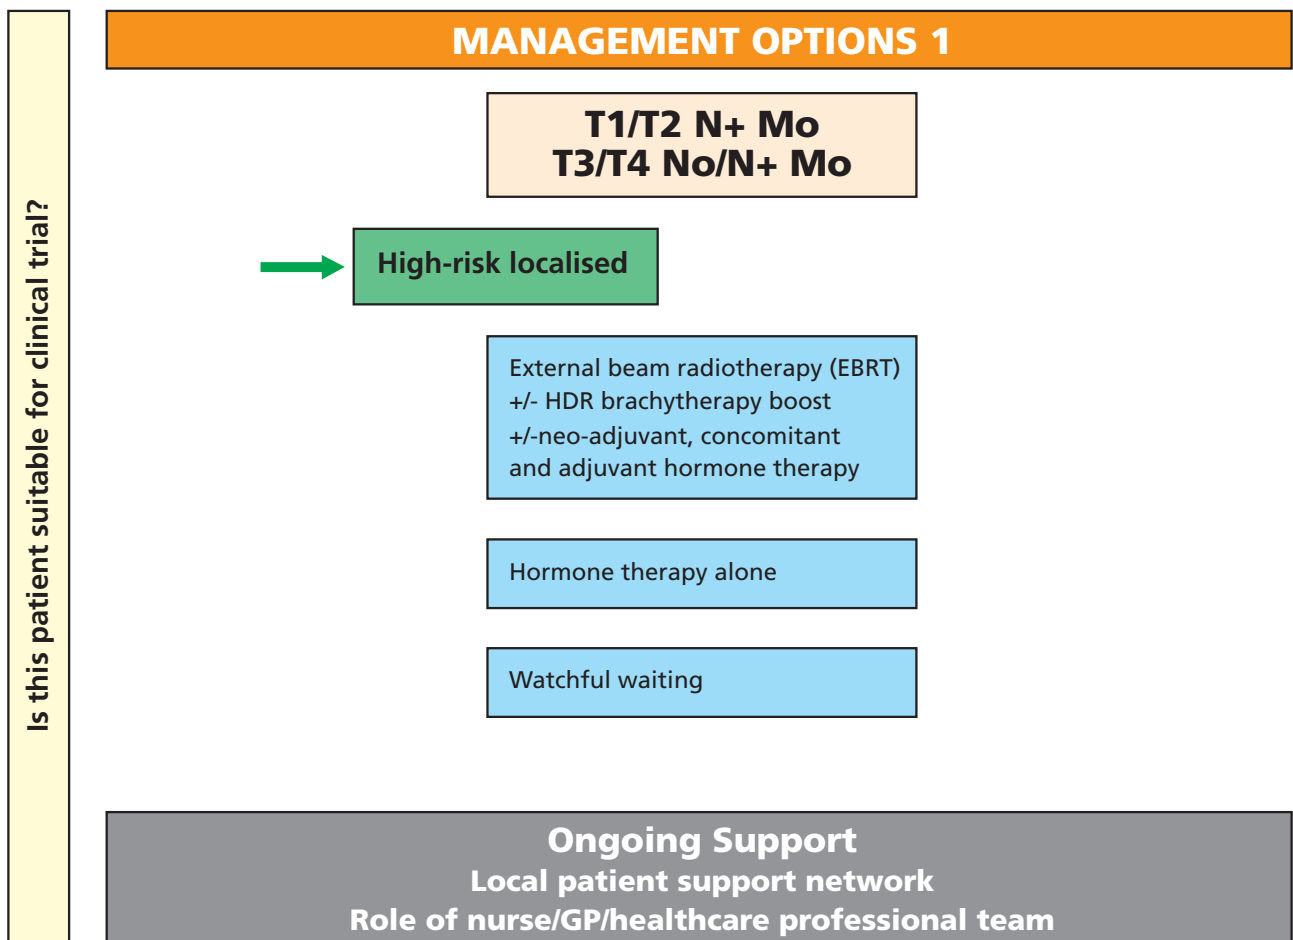 Is this patient suitable for clinical trial?
MANAGEMENT OPTIONS 1
T1/T2 N+ Mo
T3/T4 No/N+ Mo
High-risk localised
External beam radiotherapy (EBRT)
+/- HDR brachytherapy boost
+/-neo-adjuvant, concomitant
and adjuvant hormone therapy
Hormone therapy alone
Watchful waiting
Ongoing Support
Local patient support network
Role of nurse/GP/healthcare professional team